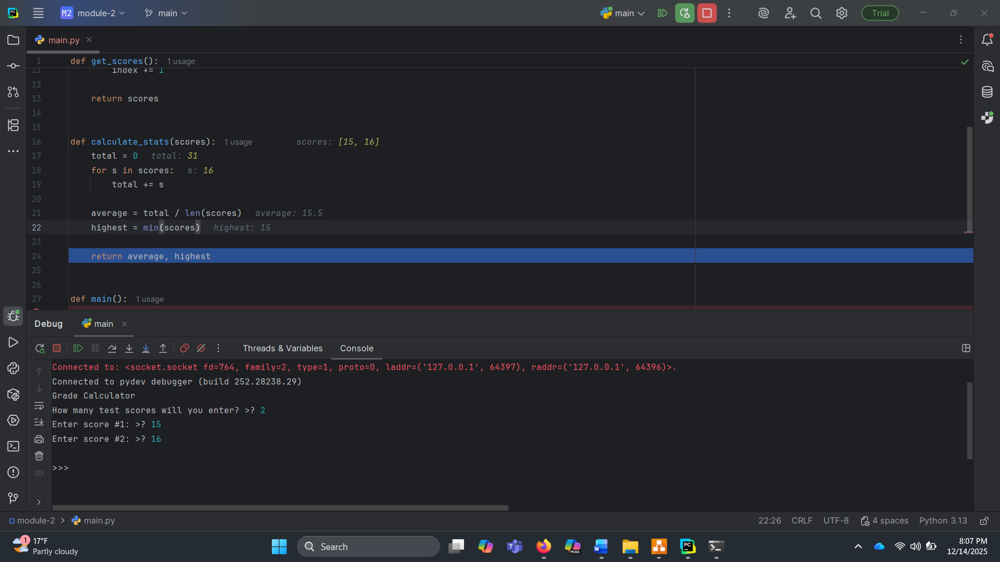 PC
M2 module-2
main
main
Trial
main.py
1 def get_scores(): 1 usage
11 index += 1
12
13 return scores
14
15
16 def calculate_stats(scores): 1 usage scores: [15, 16]
17 total = 0 total: 31
18 for s in scores: s: 16
19 total += s
20
21 average = total / len(scores) average: 15.5
22 highest = min(scores) highest: 15
23
24 return average, highest
25
26
27 def main(): 1 usage
Debug main
Threads & Variables Console
Connected to: <socket.socket fd=764, family=2, type=1, proto=0, laddr=('127.0.0.1', 64397), raddr=('127.0.0.1', 64396)>.
Connected to pydev debugger (build 252.28238.29)
Grade Calculator
How many test scores will you enter? >? 2
Enter score #1: >? 15
Enter score #2: >? 16
>>>
module-2 > main.py 22:26 CRLF UTF-8 4 spaces Python 3.13
1 17°F
Partly cloudy
Search
M365
PC
8:07 PM
12/14/2025